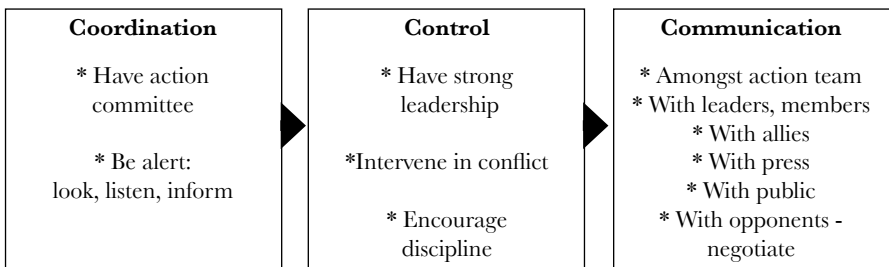 Coordination
* Have action
committee
* Be alert:
look, listen, inform
Control
* Have strong
leadership
*Intervene in conflict
* Encourage
discipline
Communication
* Amongst action team
* With leaders, members
* With allies
* With press
* With public
* With opponents -
negotiate